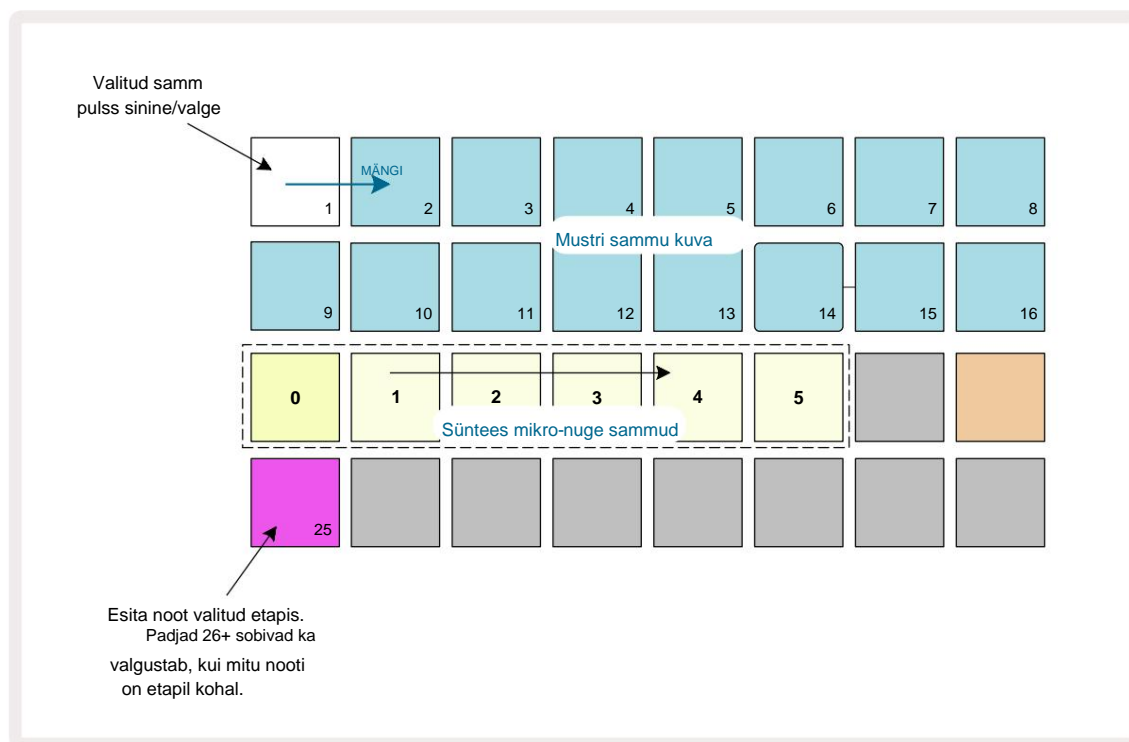 Valitud samm
pulss sinine/valge
MÄNGI
1 2 3 4 5 6 7 8
Mustri sammu kuva
9 10 11 12 13 14 15 16
0 1 2 3 4 5
Süntees mikro-nuge sammud
25
Esita noot valitud etapis.
Padjad 26+ sobivad ka
valgustab, kui mitu nooti
on etapil kohal.